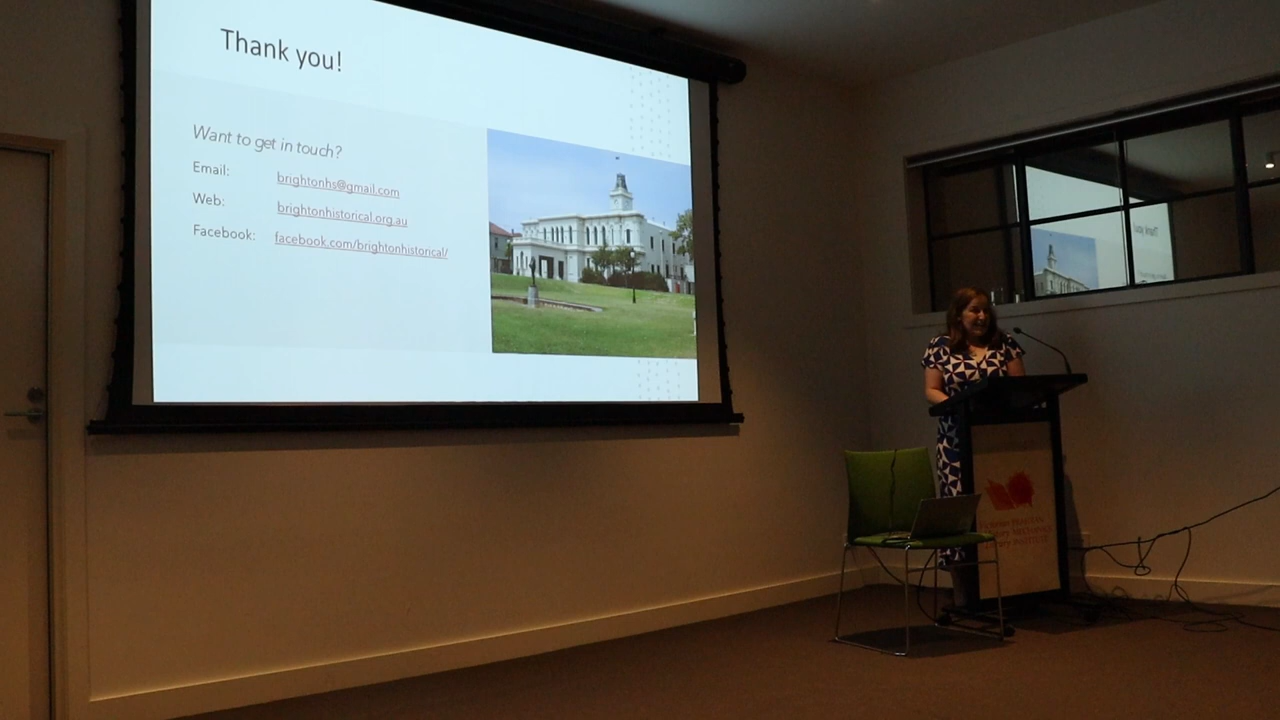 Thank you!
Want to get in touch?
Email: brightonhs@gmail.com
Web: brightonhistorical.org.au
Facebook: facebook.com/brightonhistorical/